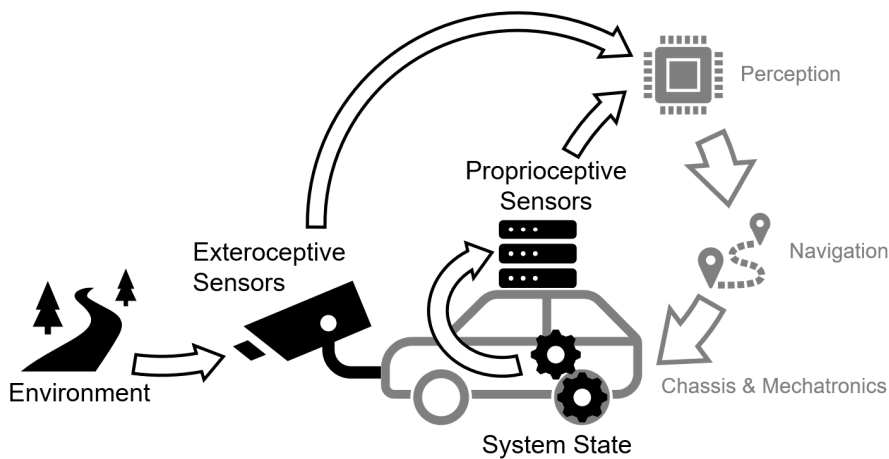 Perception
Proprioceptive
Sensors
Exteroceptive
Sensors
Navigation
Environment
Chassis & Mechatronics
System State